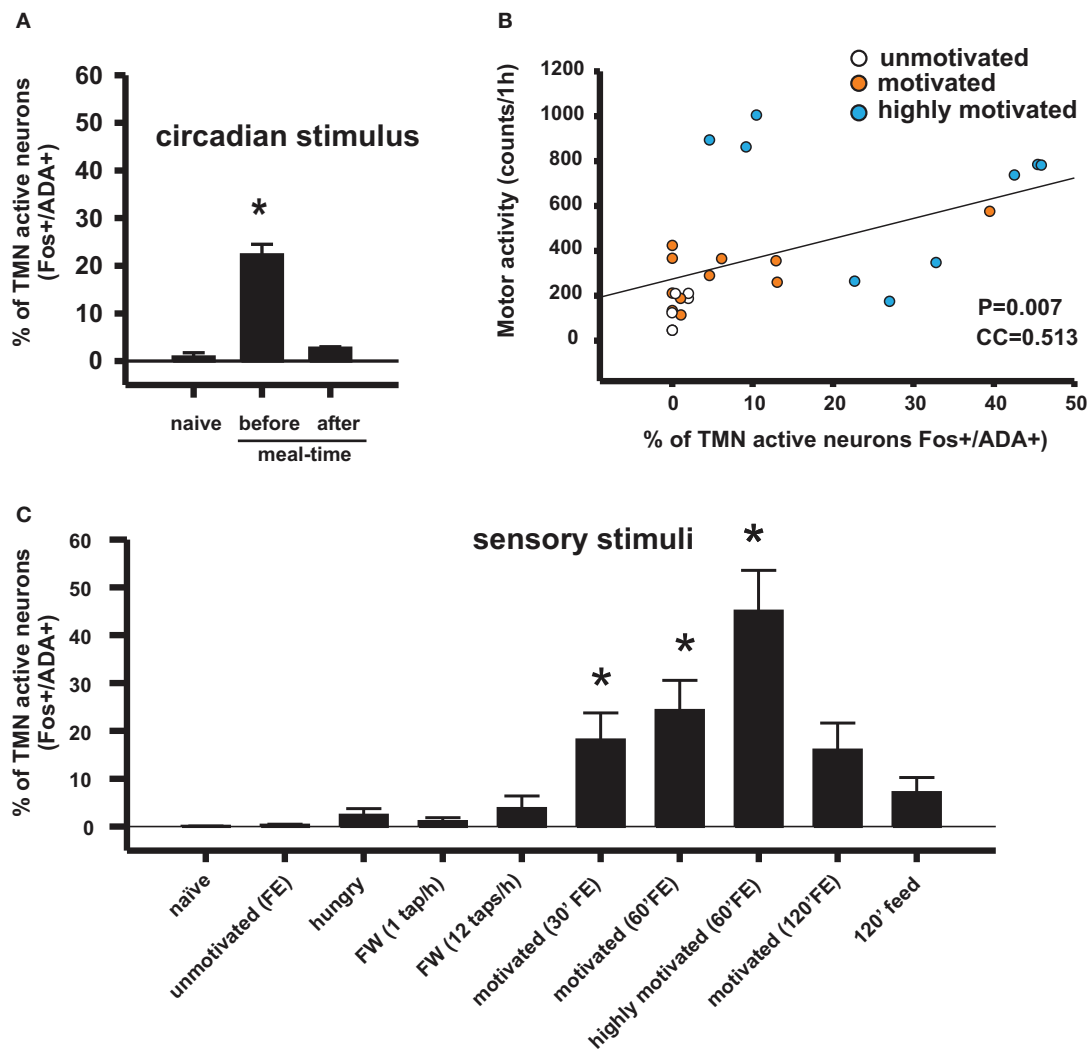 A
% of TMN active neurons
(Fos+/ADA+)
60
50
40
30
20
10
0
circadian stimulus
*
naive before after
meal-time
B
Motor activity (counts/1h)
1200
1000
800
600
400
200
0
unmotivated
motivated
highly motivated
P=0.007
CC=0.513
0 10 20 30 40 50
% of TMN active neurons Fos+/ADA+)
C
% of TMN active neurons
(Fos+/ADA+)
60
50
40
30
20
10
0
sensory stimuli
*
*
*
naïve
unmotivated (FE)
hungry
FW (1 tap/h)
FW (12 taps/h)
motivated (30' FE)
motivated (60'FE)
highly motivated (60'FE)
motivated (120'FE)
120' feed